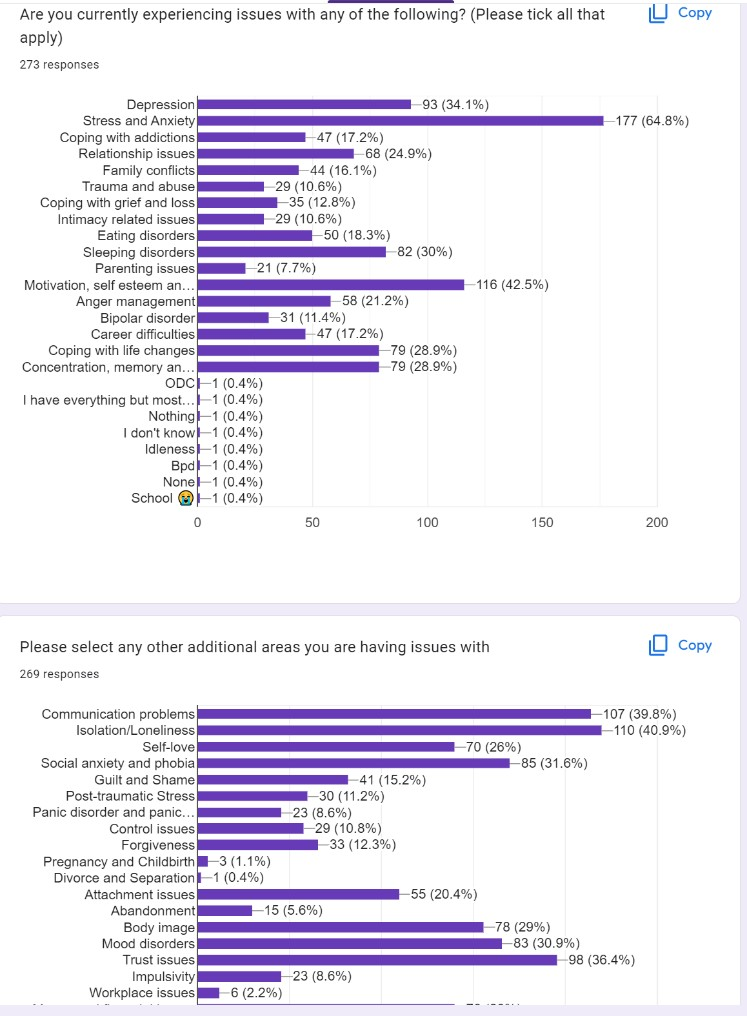 Are you currently experiencing issues with any of the following? (Please tick all that
apply)
Copy
273 responses
Depression 93 (34.1%)
Stress and Anxiety 177 (64.8%)
Coping with addictions 47 (17.2%)
Relationship issues 68 (24.9%)
Family conflicts 44 (16.1%)
Trauma and abuse 29 (10.6%)
Coping with grief and loss 35 (12.8%)
Intimacy related issues 29 (10.6%)
Eating disorders 50 (18.3%)
Sleeping disorders 82 (30%)
Parenting issues 21 (7.7%)
Motivation, self esteem an... 116 (42.5%)
Anger management 58 (21.2%)
Bipolar disorder 31 (11.4%)
Career difficulties 47 (17.2%)
Coping with life changes 79 (28.9%)
Concentration, memory an... 79 (28.9%)
ODC 1 (0.4%)
I have everything but most... 1 (0.4%)
Nothing 1 (0.4%)
I don't know 1 (0.4%)
Idleness 1 (0.4%)
Bpd 1 (0.4%)
None 1 (0.4%)
School 😭 1 (0.4%)
0 50 100 150 200
Please select any other additional areas you are having issues with
Copy
269 responses
Communication problems 107 (39.8%)
Isolation/Loneliness 110 (40.9%)
Self-love 70 (26%)
Social anxiety and phobia 85 (31.6%)
Guilt and Shame 41 (15.2%)
Post-traumatic Stress 30 (11.2%)
Panic disorder and panic... 23 (8.6%)
Control issues 29 (10.8%)
Forgiveness 33 (12.3%)
Pregnancy and Childbirth 3 (1.1%)
Divorce and Separation 1 (0.4%)
Attachment issues 55 (20.4%)
Abandonment 15 (5.6%)
Body image 78 (29%)
Mood disorders 83 (30.9%)
Trust issues 98 (36.4%)
Impulsivity 23 (8.6%)
Workplace issues 6 (2.2%)